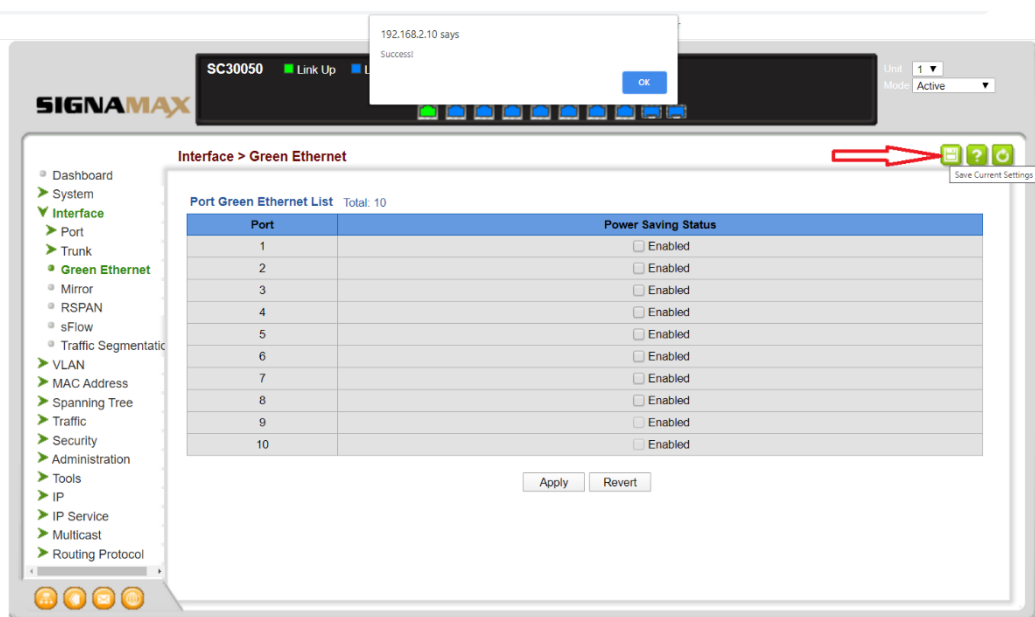 192.168.2.10 says
Success!
OK
SC30050 Link Up L
Unit 1
Mode Active
SIGNAMAX
Interface > Green Ethernet
Save Current Settings
Dashboard
System
Interface
Port
Trunk
Green Ethernet
Mirror
RSPAN
sFlow
Traffic Segmentatio
VLAN
MAC Address
Spanning Tree
Traffic
Security
Administration
Tools
IP
IP Service
Multicast
Routing Protocol
Port Green Ethernet List Total: 10
Port Power Saving Status
1 Enabled
2 Enabled
3 Enabled
4 Enabled
5 Enabled
6 Enabled
7 Enabled
8 Enabled
9 Enabled
10 Enabled
Apply Revert